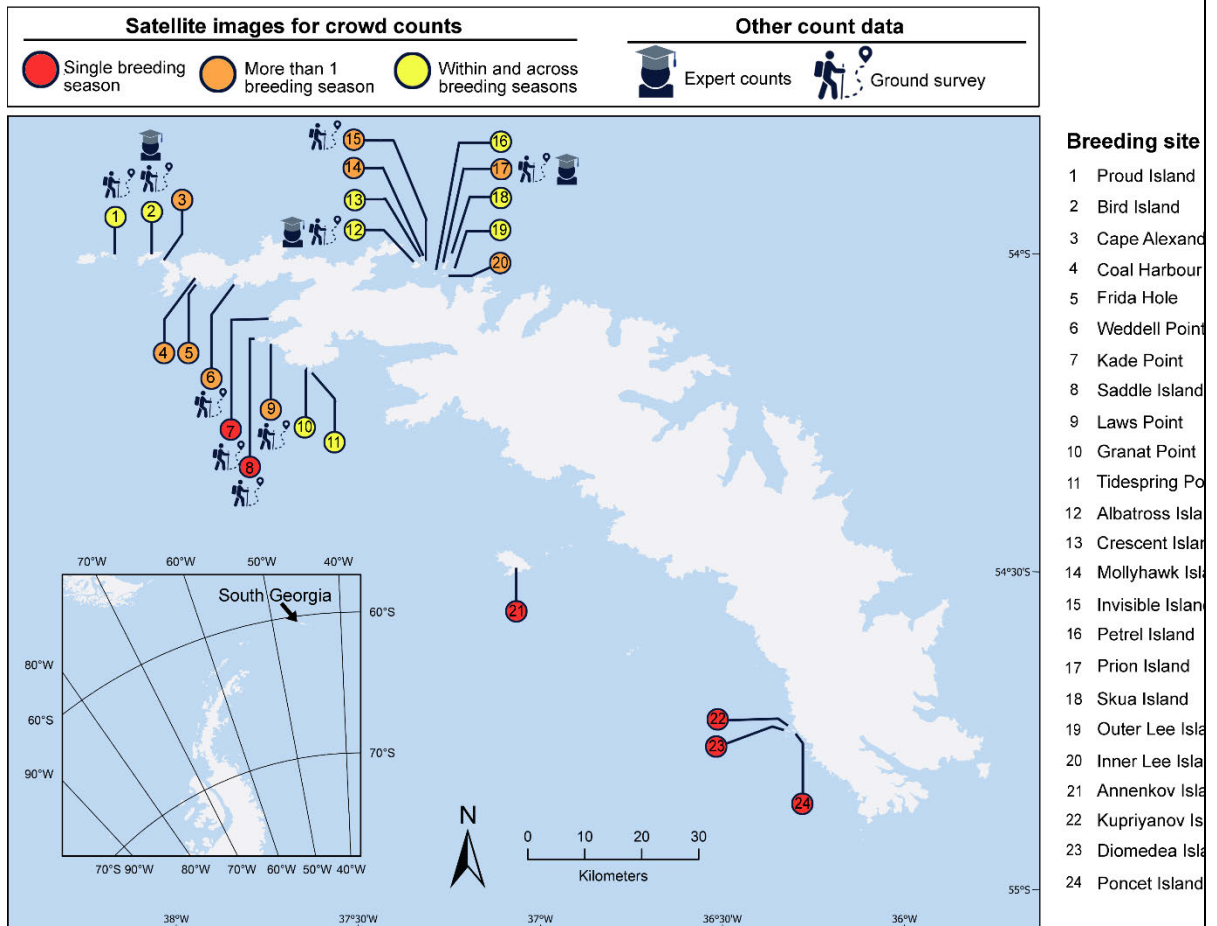 Satellite images for crowd counts
Other count data
Single breeding
season
More than 1
breeding season
Within and across
breeding seasons
Expert counts
Ground survey
1
2
3
4
5
6
7
8
9
10
11
12
13
14
15
16
17
18
19
20
21
22
23
24
54°S
54°30'S
55°S
38°W
37°30'W
37°W
36°30'W
36°W
70°W
60°W
50°W
40°W
South Georgia
60°S
80°W
60°S
70°S
90°W
70°S
90°W
80°W
70°W
60°W
50°W
40°W
N
0
10
20
30
Kilometers
Breeding site
1 Proud Island
2 Bird Island
3 Cape Alexand
4 Coal Harbour
5 Frida Hole
6 Weddell Point
7 Kade Point
8 Saddle Island
9 Laws Point
10 Granat Point
11 Tidespring Po
12 Albatross Isla
13 Crescent Islan
14 Mollyhawk Isla
15 Invisible Island
16 Petrel Island
17 Prion Island
18 Skua Island
19 Outer Lee Isla
20 Inner Lee Isla
21 Annenkov Isla
22 Kupriyanov Is
23 Diomedea Isla
24 Poncet Island